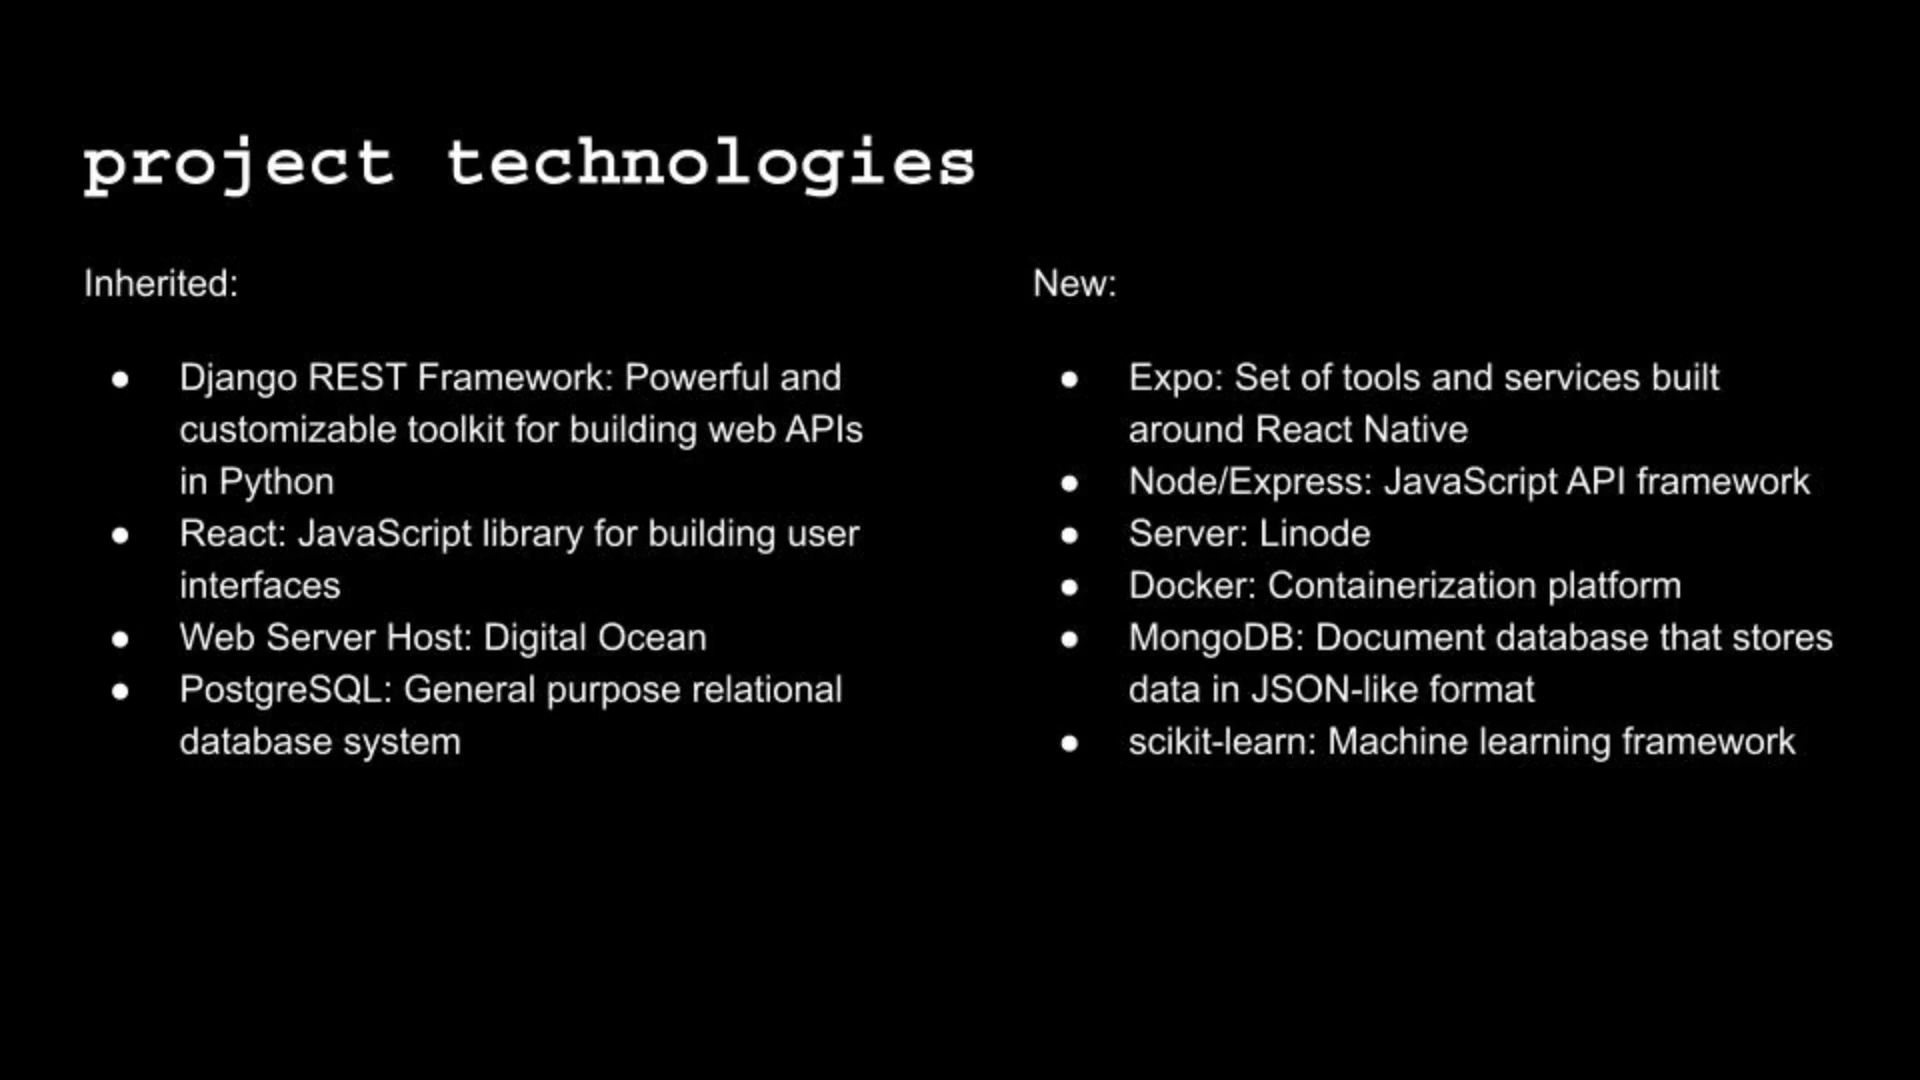 project technologies
Inherited:
● Django REST Framework: Powerful and
customizable toolkit for building web APIs
in Python
● React: JavaScript library for building user
interfaces
● Web Server Host: Digital Ocean
● PostgreSQL: General purpose relational
database system
New:
● Expo: Set of tools and services built
around React Native
● Node/Express: JavaScript API framework
● Server: Linode
● Docker: Containerization platform
● MongoDB: Document database that stores
data in JSON-like format
● scikit-learn: Machine learning framework